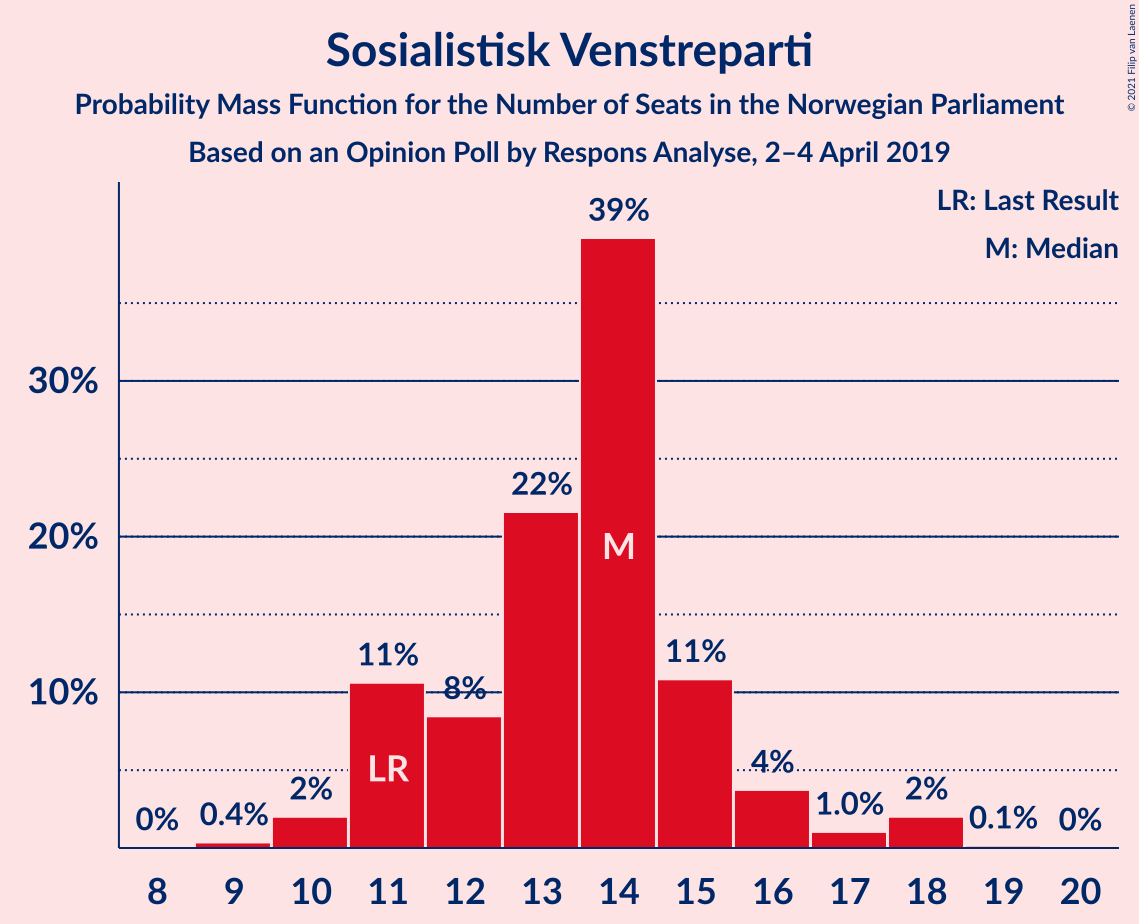 Sosialistisk Venstreparti
Probability Mass Function for the Number of Seats in the Norwegian Parliament
Based on an Opinion Poll by Respons Analyse, 2–4 April 2019
© 2021 Filip van Laenen
LR: Last Result
M: Median
39%
30%
22%
20%
M
11%
11%
10%
8%
LR
4%
2%
1.0%
2%
0%
0.4%
0.1%
0%
8 9 10 11 12 13 14 15 16 17 18 19 20